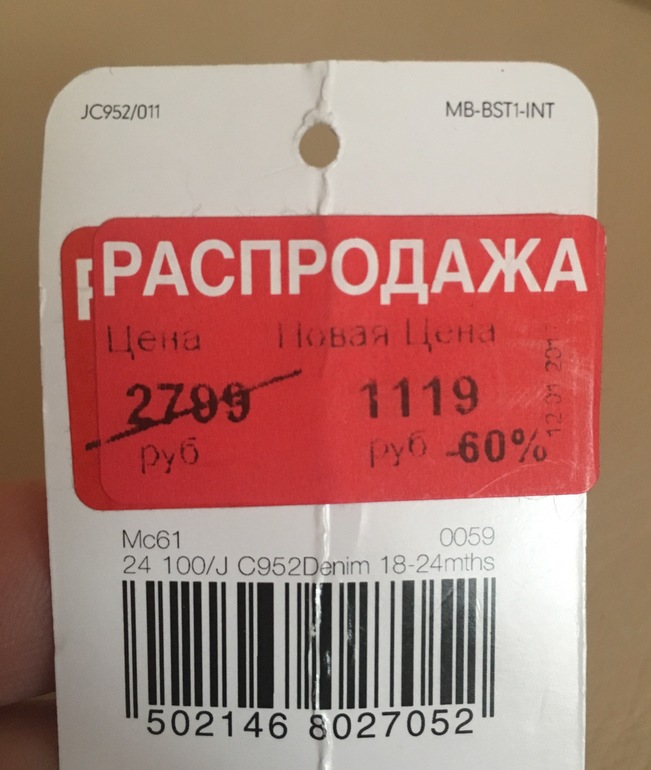 JC952/011 MB-BST1-INT
РАСПРОДАЖА
Цена Новая Цена
2799 1119
руб руб -60%
Mc61 0059
24 100/J C952Denim 18-24mths
502146 8027052